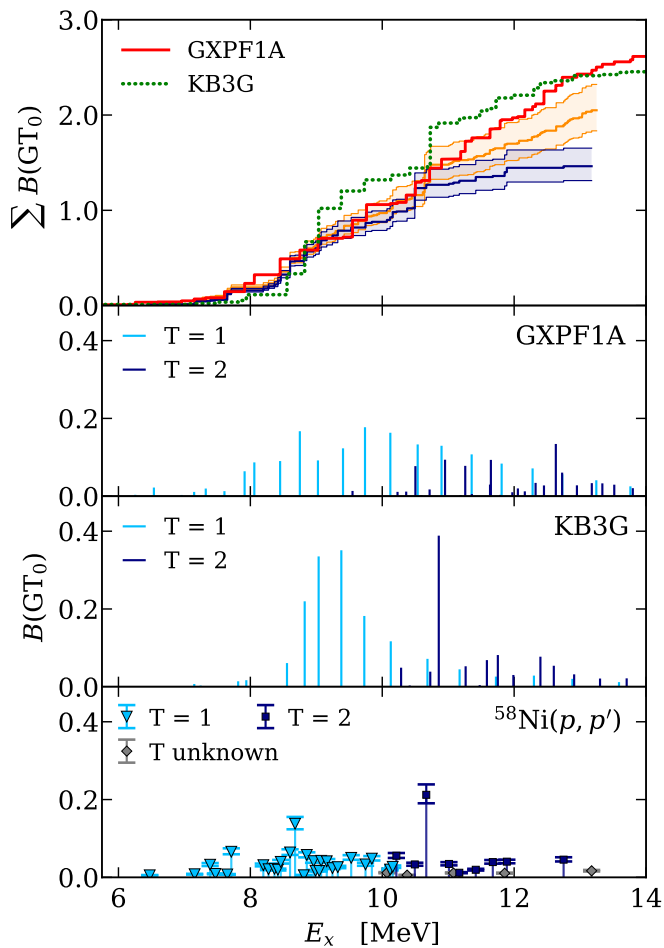 3.0
GXPF1A
KB3G
2.0
∑ B(GT₀)
1.0
0.0
T = 1
GXPF1A
0.4
T = 2
0.2
0.0
T = 1
KB3G
0.4
T = 2
B(GT₀)
0.2
0.0
T = 1
T = 2
⁵⁸Ni(p, p′)
0.4
T unknown
0.2
0.0
6 8 10 12 14
Eₓ [MeV]